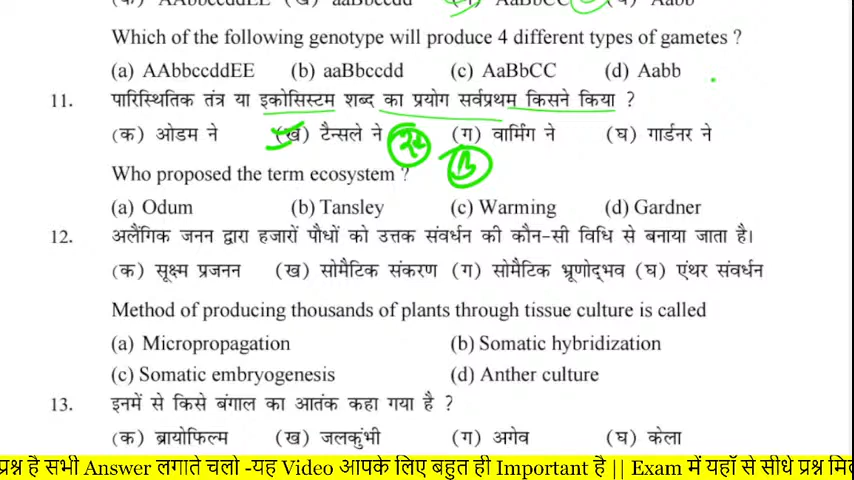 (क) AAbbccddEE (ख) aaBbccdd (ग) AaBbCC (घ) Aabb
Which of the following genotype will produce 4 different types of gametes ?
(a) AAbbccddEE (b) aaBbccdd (c) AaBbCC (d) Aabb
11. पारिस्थितिक तंत्र या इकोसिस्टम शब्द का प्रयोग सर्वप्रथम किसने किया ?
(क) ओडम ने (ख) टैन्सले ने (ग) वार्मिंग ने (घ) गार्डनर ने
Who proposed the term ecosystem ?
(a) Odum (b) Tansley (c) Warming (d) Gardner
12. अलैंगिक जनन द्वारा हजारों पौधों को उत्तक संवर्धन की कौन-सी विधि से बनाया जाता है।
(क) सूक्ष्म प्रजनन (ख) सोमैटिक संकरण (ग) सोमैटिक भ्रूणोद्‌भव (घ) एंथर संवर्धन
Method of producing thousands of plants through tissue culture is called
(a) Micropropagation (b) Somatic hybridization
(c) Somatic embryogenesis (d) Anther culture
13. इनमें से किसे बंगाल का आतंक कहा गया है ?
(क) ब्रायोफिल्म (ख) जलकुंभी (ग) अगेव (घ) केला
प्रश्न है सभी Answer लगाते चलो -यह Video आपके लिए बहुत ही Important है || Exam में यहाँ से सीधे प्रश्न